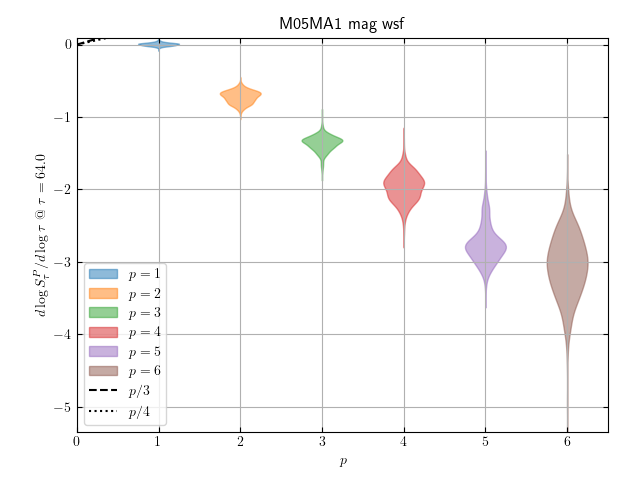 M05MA1 mag wsf
d log S_τ^P / d log τ @ τ = 64.0
0
−1
−2
−3
−4
−5
p = 1
p = 2
p = 3
p = 4
p = 5
p = 6
p/3
p/4
0 1 2 3 4 5 6
p